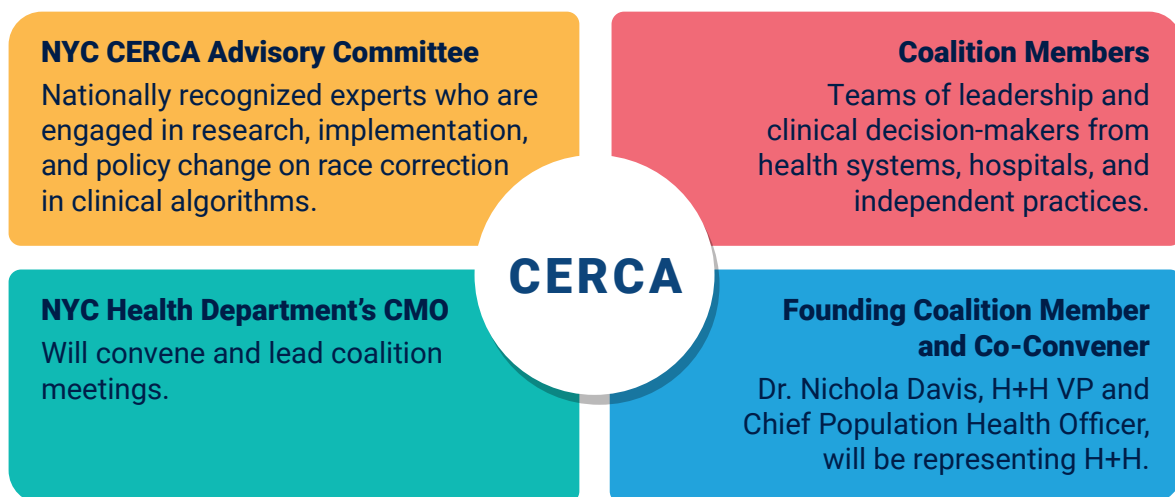 NYC CERCA Advisory Committee
Nationally recognized experts who are
engaged in research, implementation,
and policy change on race correction
in clinical algorithms.
Coalition Members
Teams of leadership and
clinical decision-makers from
health systems, hospitals, and
independent practices.
CERCA
NYC Health Department’s CMO
Will convene and lead coalition
meetings.
Founding Coalition Member
and Co-Convener
Dr. Nichola Davis, H+H VP and
Chief Population Health Officer,
will be representing H+H.